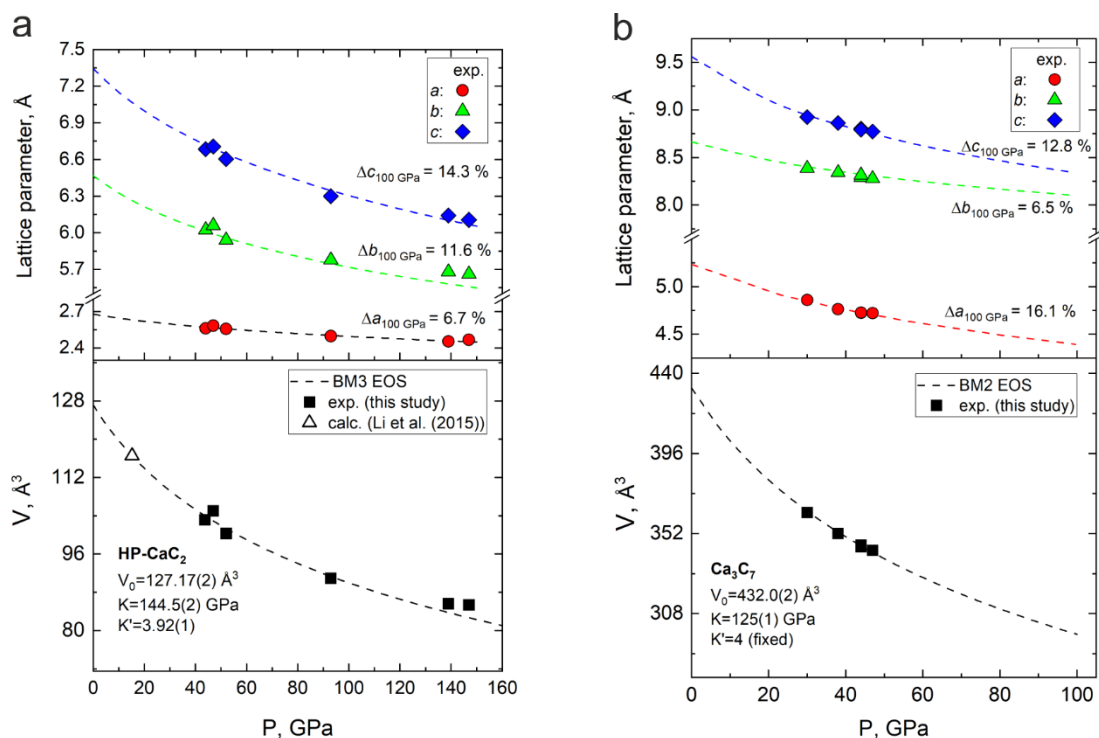 a
7.5
7.2
6.9
6.6
6.3
6.0
5.7
2.7
2.4
Lattice parameter, Å
exp.
a:
b:
c:
Δc₁₀₀ GPa = 14.3 %
Δb₁₀₀ GPa = 11.6 %
Δa₁₀₀ GPa = 6.7 %
128
112
96
80
V, Å³
BM3 EOS
exp. (this study)
calc. (Li et al. (2015))
HP-CaC₂
V₀=127.17(2) Å³
K=144.5(2) GPa
K'=3.92(1)
0 20 40 60 80 100 120 140 160
P, GPa
b
9.5
9.0
8.5
8.0
5.0
4.5
Lattice parameter, Å
exp.
a:
b:
c:
Δc₁₀₀ GPa = 12.8 %
Δb₁₀₀ GPa = 6.5 %
Δa₁₀₀ GPa = 16.1 %
440
396
352
308
V, Å³
BM2 EOS
exp. (this study)
Ca₃C₇
V₀=432.0(2) Å³
K=125(1) GPa
K'=4 (fixed)
0 20 40 60 80 100
P, GPa